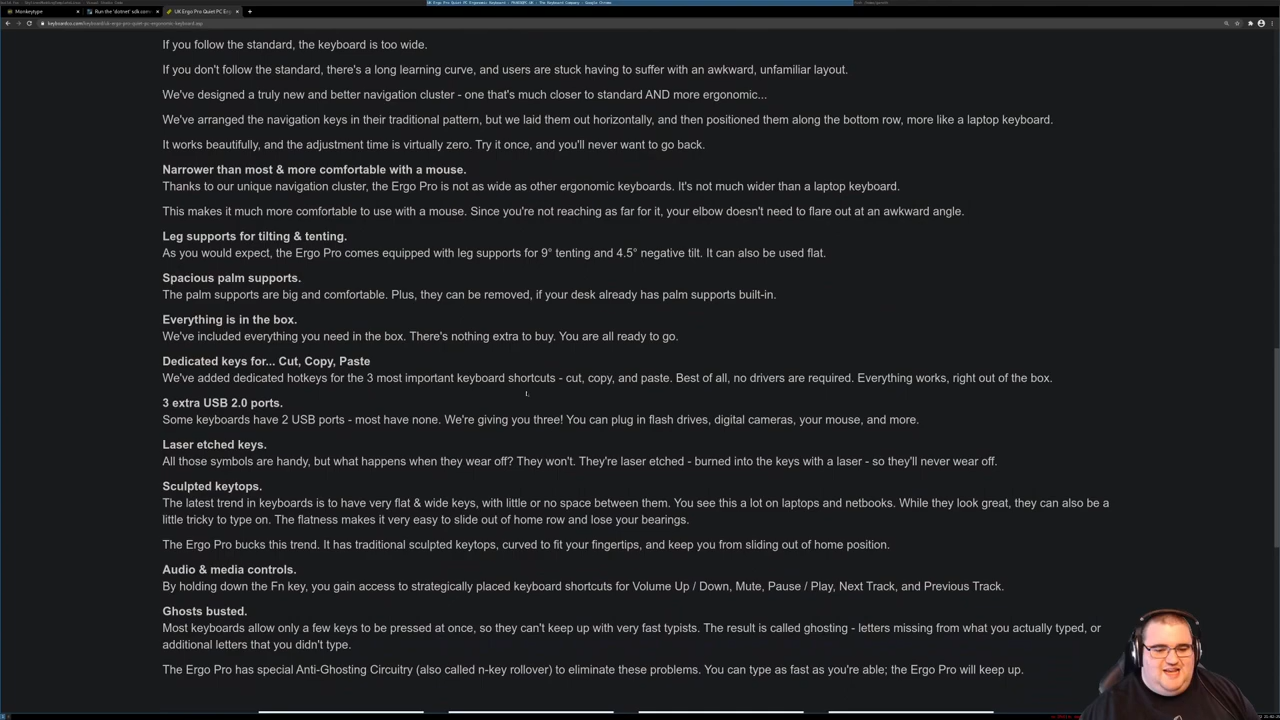 Monkeytype
Run the 'dotnet' sdk com
UK Ergo Pro Quiet PC Erg
keyboardco.com/keyboard/uk-ergo-pro-quiet-pc-ergonomic-keyboard.asp
If you follow the standard, the keyboard is too wide.
If you don't follow the standard, there's a long learning curve, and users are stuck having to suffer with an awkward, unfamiliar layout.
We've designed a truly new and better navigation cluster - one that's much closer to standard AND more ergonomic...
We've arranged the navigation keys in their traditional pattern, but we laid them out horizontally, and then positioned them along the bottom row, more like a laptop keyboard.
It works beautifully, and the adjustment time is virtually zero. Try it once, and you'll never want to go back.
Narrower than most & more comfortable with a mouse.
Thanks to our unique navigation cluster, the Ergo Pro is not as wide as other ergonomic keyboards. It's not much wider than a laptop keyboard.
This makes it much more comfortable to use with a mouse. Since you're not reaching as far for it, your elbow doesn't need to flare out at an awkward angle.
Leg supports for tilting & tenting.
As you would expect, the Ergo Pro comes equipped with leg supports for 9° tenting and 4.5° negative tilt. It can also be used flat.
Spacious palm supports.
The palm supports are big and comfortable. Plus, they can be removed, if your desk already has palm supports built-in.
Everything is in the box.
We've included everything you need in the box. There's nothing extra to buy. You are all ready to go.
Dedicated keys for... Cut, Copy, Paste
We've added dedicated hotkeys for the 3 most important keyboard shortcuts - cut, copy, and paste. Best of all, no drivers are required. Everything works, right out of the box.
3 extra USB 2.0 ports.
Some keyboards have 2 USB ports - most have none. We're giving you three! You can plug in flash drives, digital cameras, your mouse, and more.
Laser etched keys.
All those symbols are handy, but what happens when they wear off? They won't. They're laser etched - burned into the keys with a laser - so they'll never wear off.
Sculpted keytops.
The latest trend in keyboards is to have very flat & wide keys, with little or no space between them. You see this a lot on laptops and netbooks. While they look great, they can also be a
little tricky to type on. The flatness makes it very easy to slide out of home row and lose your bearings.
The Ergo Pro bucks this trend. It has traditional sculpted keytops, curved to fit your fingertips, and keep you from sliding out of home position.
Audio & media controls.
By holding down the Fn key, you gain access to strategically placed keyboard shortcuts for Volume Up / Down, Mute, Pause / Play, Next Track, and Previous Track.
Ghosts busted.
Most keyboards allow only a few keys to be pressed at once, so they can't keep up with very fast typists. The result is called ghosting - letters missing from what you actually typed, or
additional letters that you didn't type.
The Ergo Pro has special Anti-Ghosting Circuitry (also called n-key rollover) to eliminate these problems. You can type as fast as you're able; the Ergo Pro will keep up.